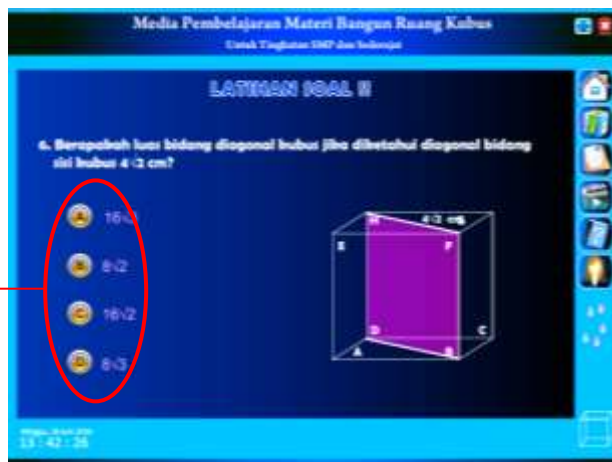 Media Pembelajaran Materi Bangun Ruang Kubus
Untuk Tingkatan SMP dan Sederajat
LATIHAN SOAL !!
6. Berapakah luas bidang diagonal kubus jika diketahui diagonal bidang
sisi kubus 4√2 cm?
A 16√3
B 8√2
C 16√2
D 8√3
H 4√2 cm G
E F
D C
A B
13 : 42 : 26